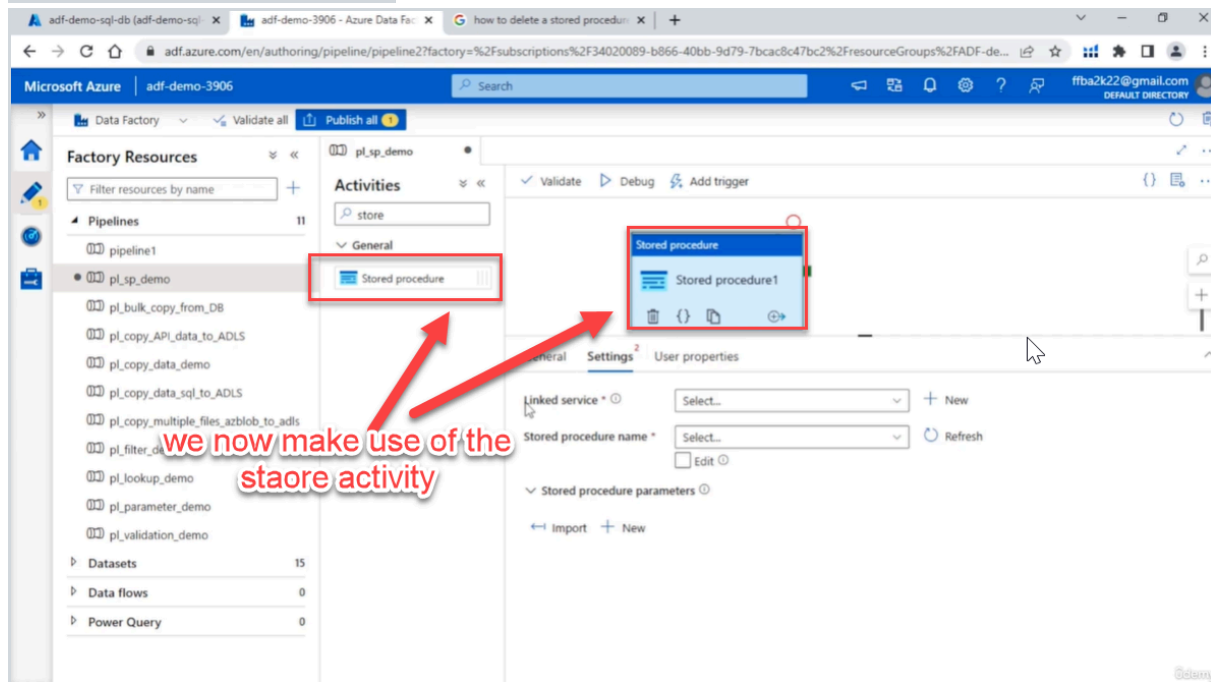 adf-demo-sql-db (adf-demo-sql-
adf-demo-3906 - Azure Data Fac
how to delete a stored procedur
adf.azure.com/en/authoring/pipeline/pipeline2?factory=%2Fsubscriptions%2F34020089-b866-40bb-9d79-7bcac8c47bc2%2FresourceGroups%2FADF-de...
Microsoft Azure
adf-demo-3906
Search
ffba2k22@gmail.com
DEFAULT DIRECTORY
Data Factory
Validate all
Publish all 1
Factory Resources
Filter resources by name
Pipelines 11
pipeline1
pl_sp_demo
pl_bulk_copy_from_DB
pl_copy_API_data_to_ADLS
pl_copy_data_demo
pl_copy_data_sql_to_ADLS
pl_copy_multiple_files_azblob_to_adls
pl_filter_de
pl_lookup_demo
pl_parameter_demo
pl_validation_demo
Datasets 15
Data flows 0
Power Query 0
pl_sp_demo
Activities
store
General
Stored procedure
Validate
Debug
Add trigger
Stored procedure
Stored procedure1
General
Settings 2
User properties
Linked service *
Select...
New
Stored procedure name *
Select...
Refresh
Edit
Stored procedure parameters
Import
New
we now make use of the
staore activity
1
Udemy